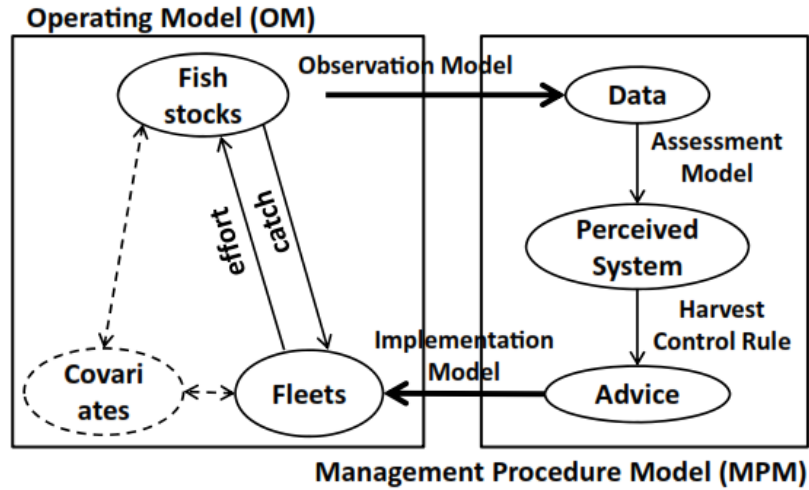 Operating Model (OM)
Fish
stocks
Observation Model
Data
Assessment
Model
effort
catch
Perceived
System
Harvest
Control Rule
Implementation
Model
Covari
ates
Fleets
Advice
Management Procedure Model (MPM)